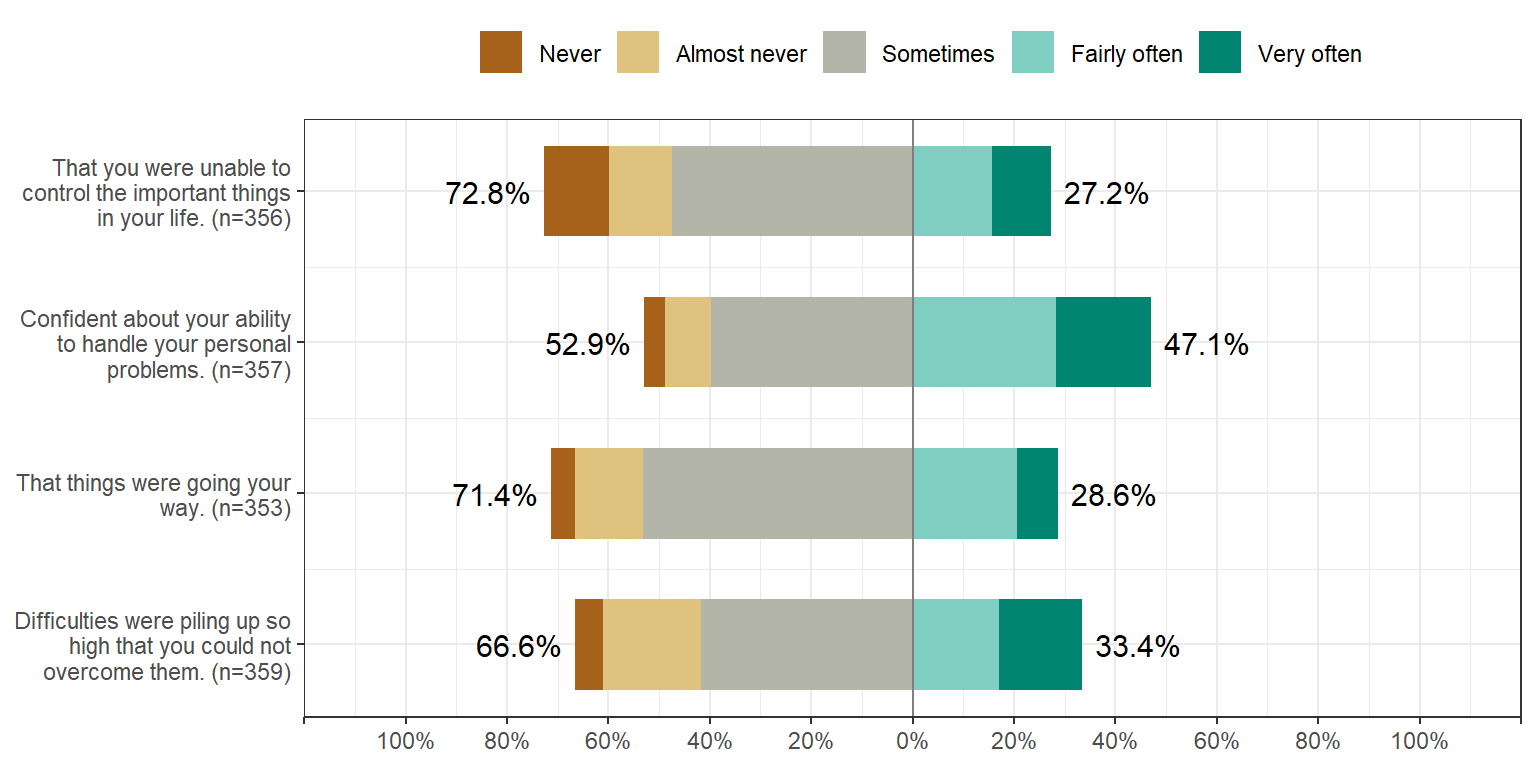 Never Almost never Sometimes Fairly often Very often
That you were unable to
control the important things
in your life. (n=356)
72.8% 27.2%
Confident about your ability
to handle your personal
problems. (n=357)
52.9% 47.1%
That things were going your
way. (n=353)
71.4% 28.6%
Difficulties were piling up so
high that you could not
overcome them. (n=359)
66.6% 33.4%
100% 80% 60% 40% 20% 0% 20% 40% 60% 80% 100%